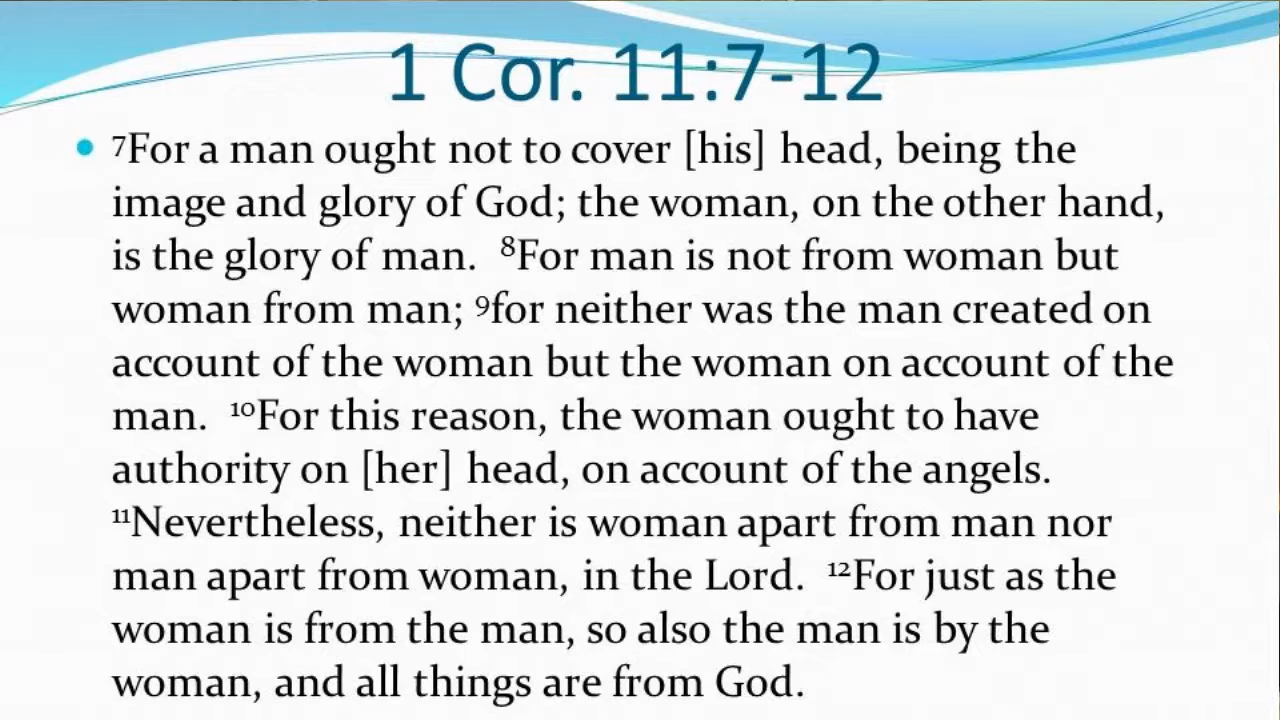 1 Cor. 11:7-12
• ⁷For a man ought not to cover [his] head, being the
image and glory of God; the woman, on the other hand,
is the glory of man. ⁸For man is not from woman but
woman from man; ⁹for neither was the man created on
account of the woman but the woman on account of the
man. ¹⁰For this reason, the woman ought to have
authority on [her] head, on account of the angels.
¹¹Nevertheless, neither is woman apart from man nor
man apart from woman, in the Lord. ¹²For just as the
woman is from the man, so also the man is by the
woman, and all things are from God.